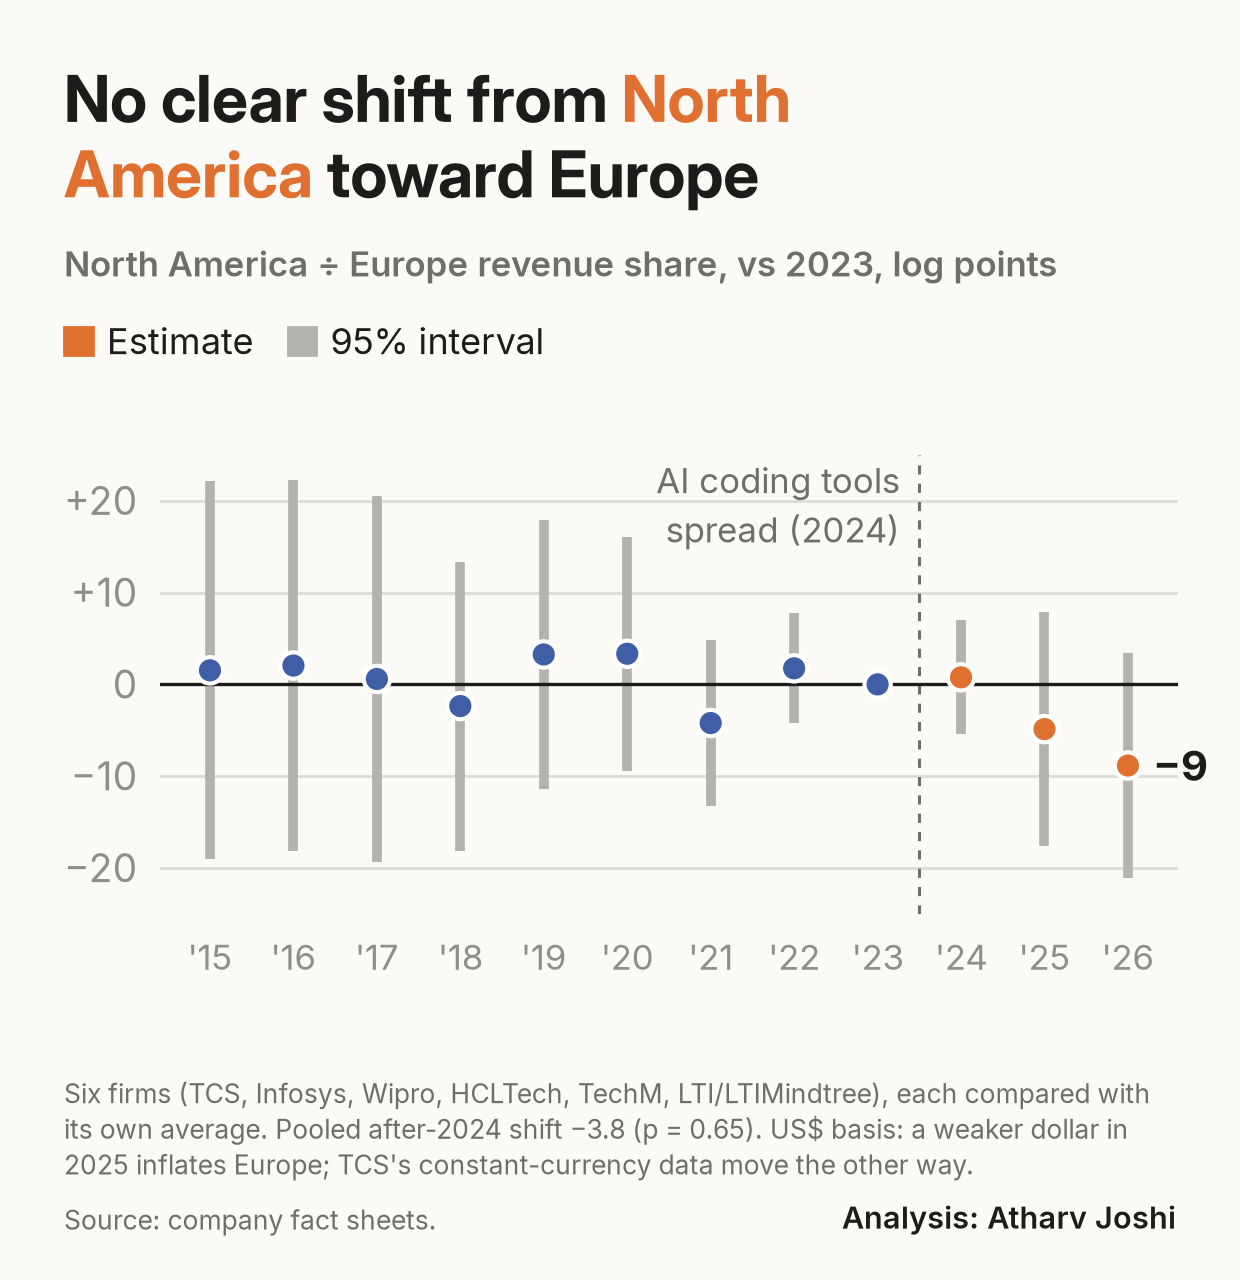 No clear shift from North
America toward Europe
North America ÷ Europe revenue share, vs 2023, log points
Estimate 95% interval
AI coding tools
spread (2024)
+20
+10
0
−10
−20
−9
'15 '16 '17 '18 '19 '20 '21 '22 '23 '24 '25 '26
Six firms (TCS, Infosys, Wipro, HCLTech, TechM, LTI/LTIMindtree), each compared with
its own average. Pooled after-2024 shift −3.8 (p = 0.65). US$ basis: a weaker dollar in
2025 inflates Europe; TCS's constant-currency data move the other way.
Source: company fact sheets.
Analysis: Atharv Joshi